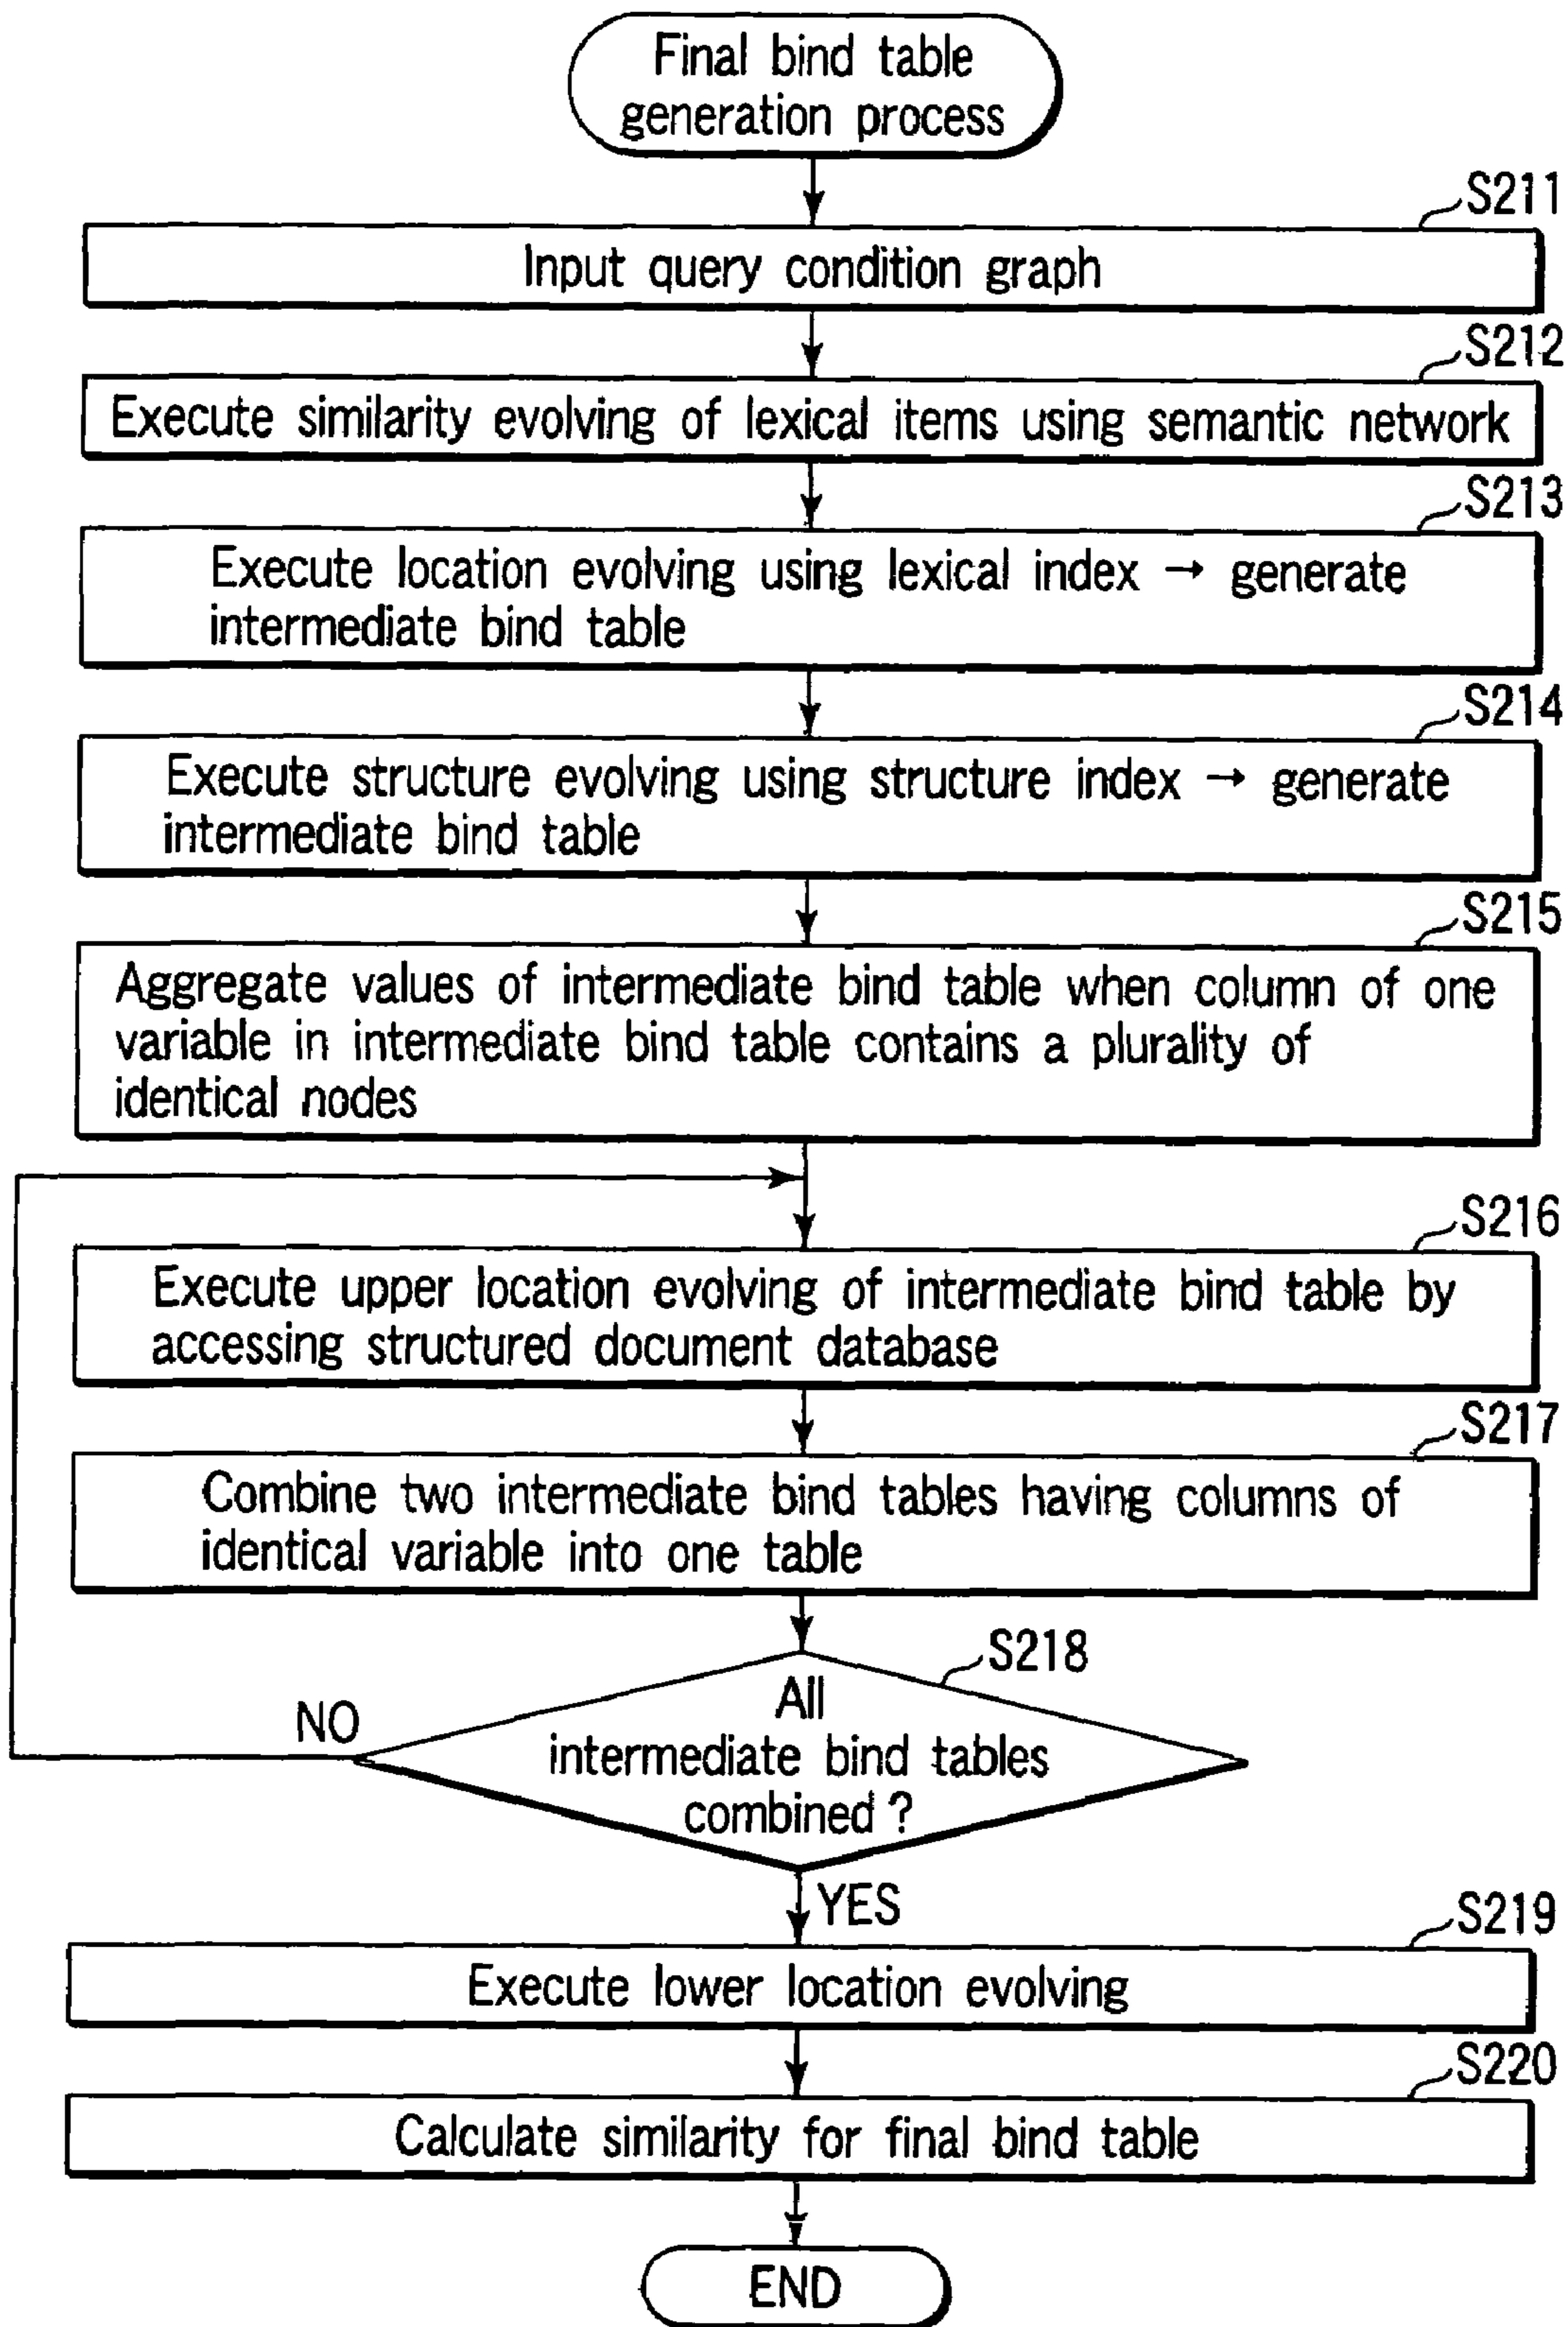 Final bind table
generation process
S211
Input query condition graph
S212
Execute similarity evolving of lexical items using semantic network
S213
Execute location evolving using lexical index → generate
intermediate bind table
S214
Execute structure evolving using structure index → generate
intermediate bind table
S215
Aggregate values of intermediate bind table when column of one
variable in intermediate bind table contains a plurality of
identical nodes
S216
Execute upper location evolving of intermediate bind table by
accessing structured document database
S217
Combine two intermediate bind tables having columns of
identical variable into one table
S218
All
intermediate bind tables
combined ?
NO
YES
S219
Execute lower location evolving
S220
Calculate similarity for final bind table
END